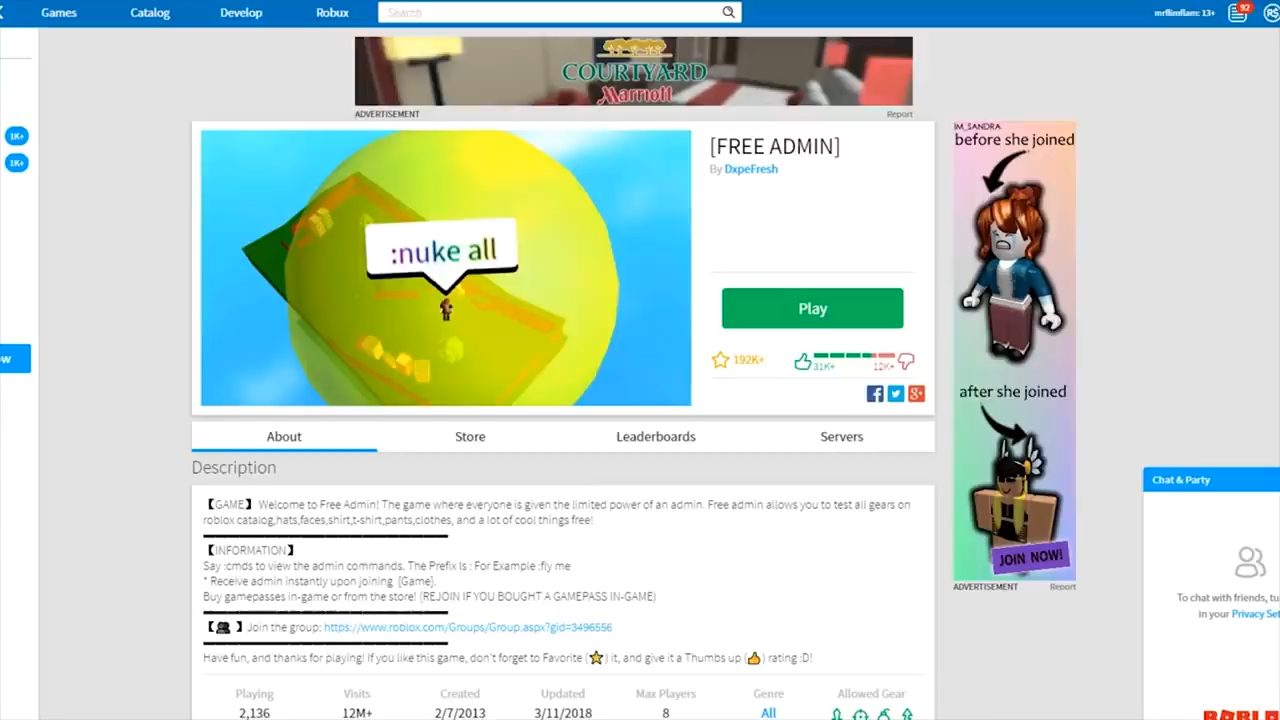 Games Catalog Develop Robux Search mrflimflam: 13+ 92 R$
COURTYARD
Marriott
ADVERTISEMENT Report
1K+
1K+
:nuke all
[FREE ADMIN]
By DxpeFresh
Play
192K+ 31K+ 12K+
IM_SANDRA
before she joined
after she joined
JOIN NOW!
ADVERTISEMENT Report
About Store Leaderboards Servers
Description
【GAME】 Welcome to Free Admin! The game where everyone is given the limited power of an admin. Free admin allows you to test all gears on
roblox catalog,hats,faces,shirt,t-shirt,pants,clothes, and a lot of cool things free!
【INFORMATION】
Say :cmds to view the admin commands. The Prefix Is : For Example :fly me
* Receive admin instantly upon joining [Game].
Buy gamepasses in-game or from the store! (REJOIN IF YOU BOUGHT A GAMEPASS IN-GAME)
【👥】Join the group: https://www.roblox.com/Groups/Group.aspx?gid=3496556
Have fun, and thanks for playing! If you like this game, don't forget to Favorite (⭐) it, and give it a Thumbs up (👍) rating :D!
Playing Visits Created Updated Max Players Genre Allowed Gear
2,136 12M+ 2/7/2013 3/11/2018 8 All
Chat & Party
To chat with friends, tu
in your Privacy Set
ROBLO